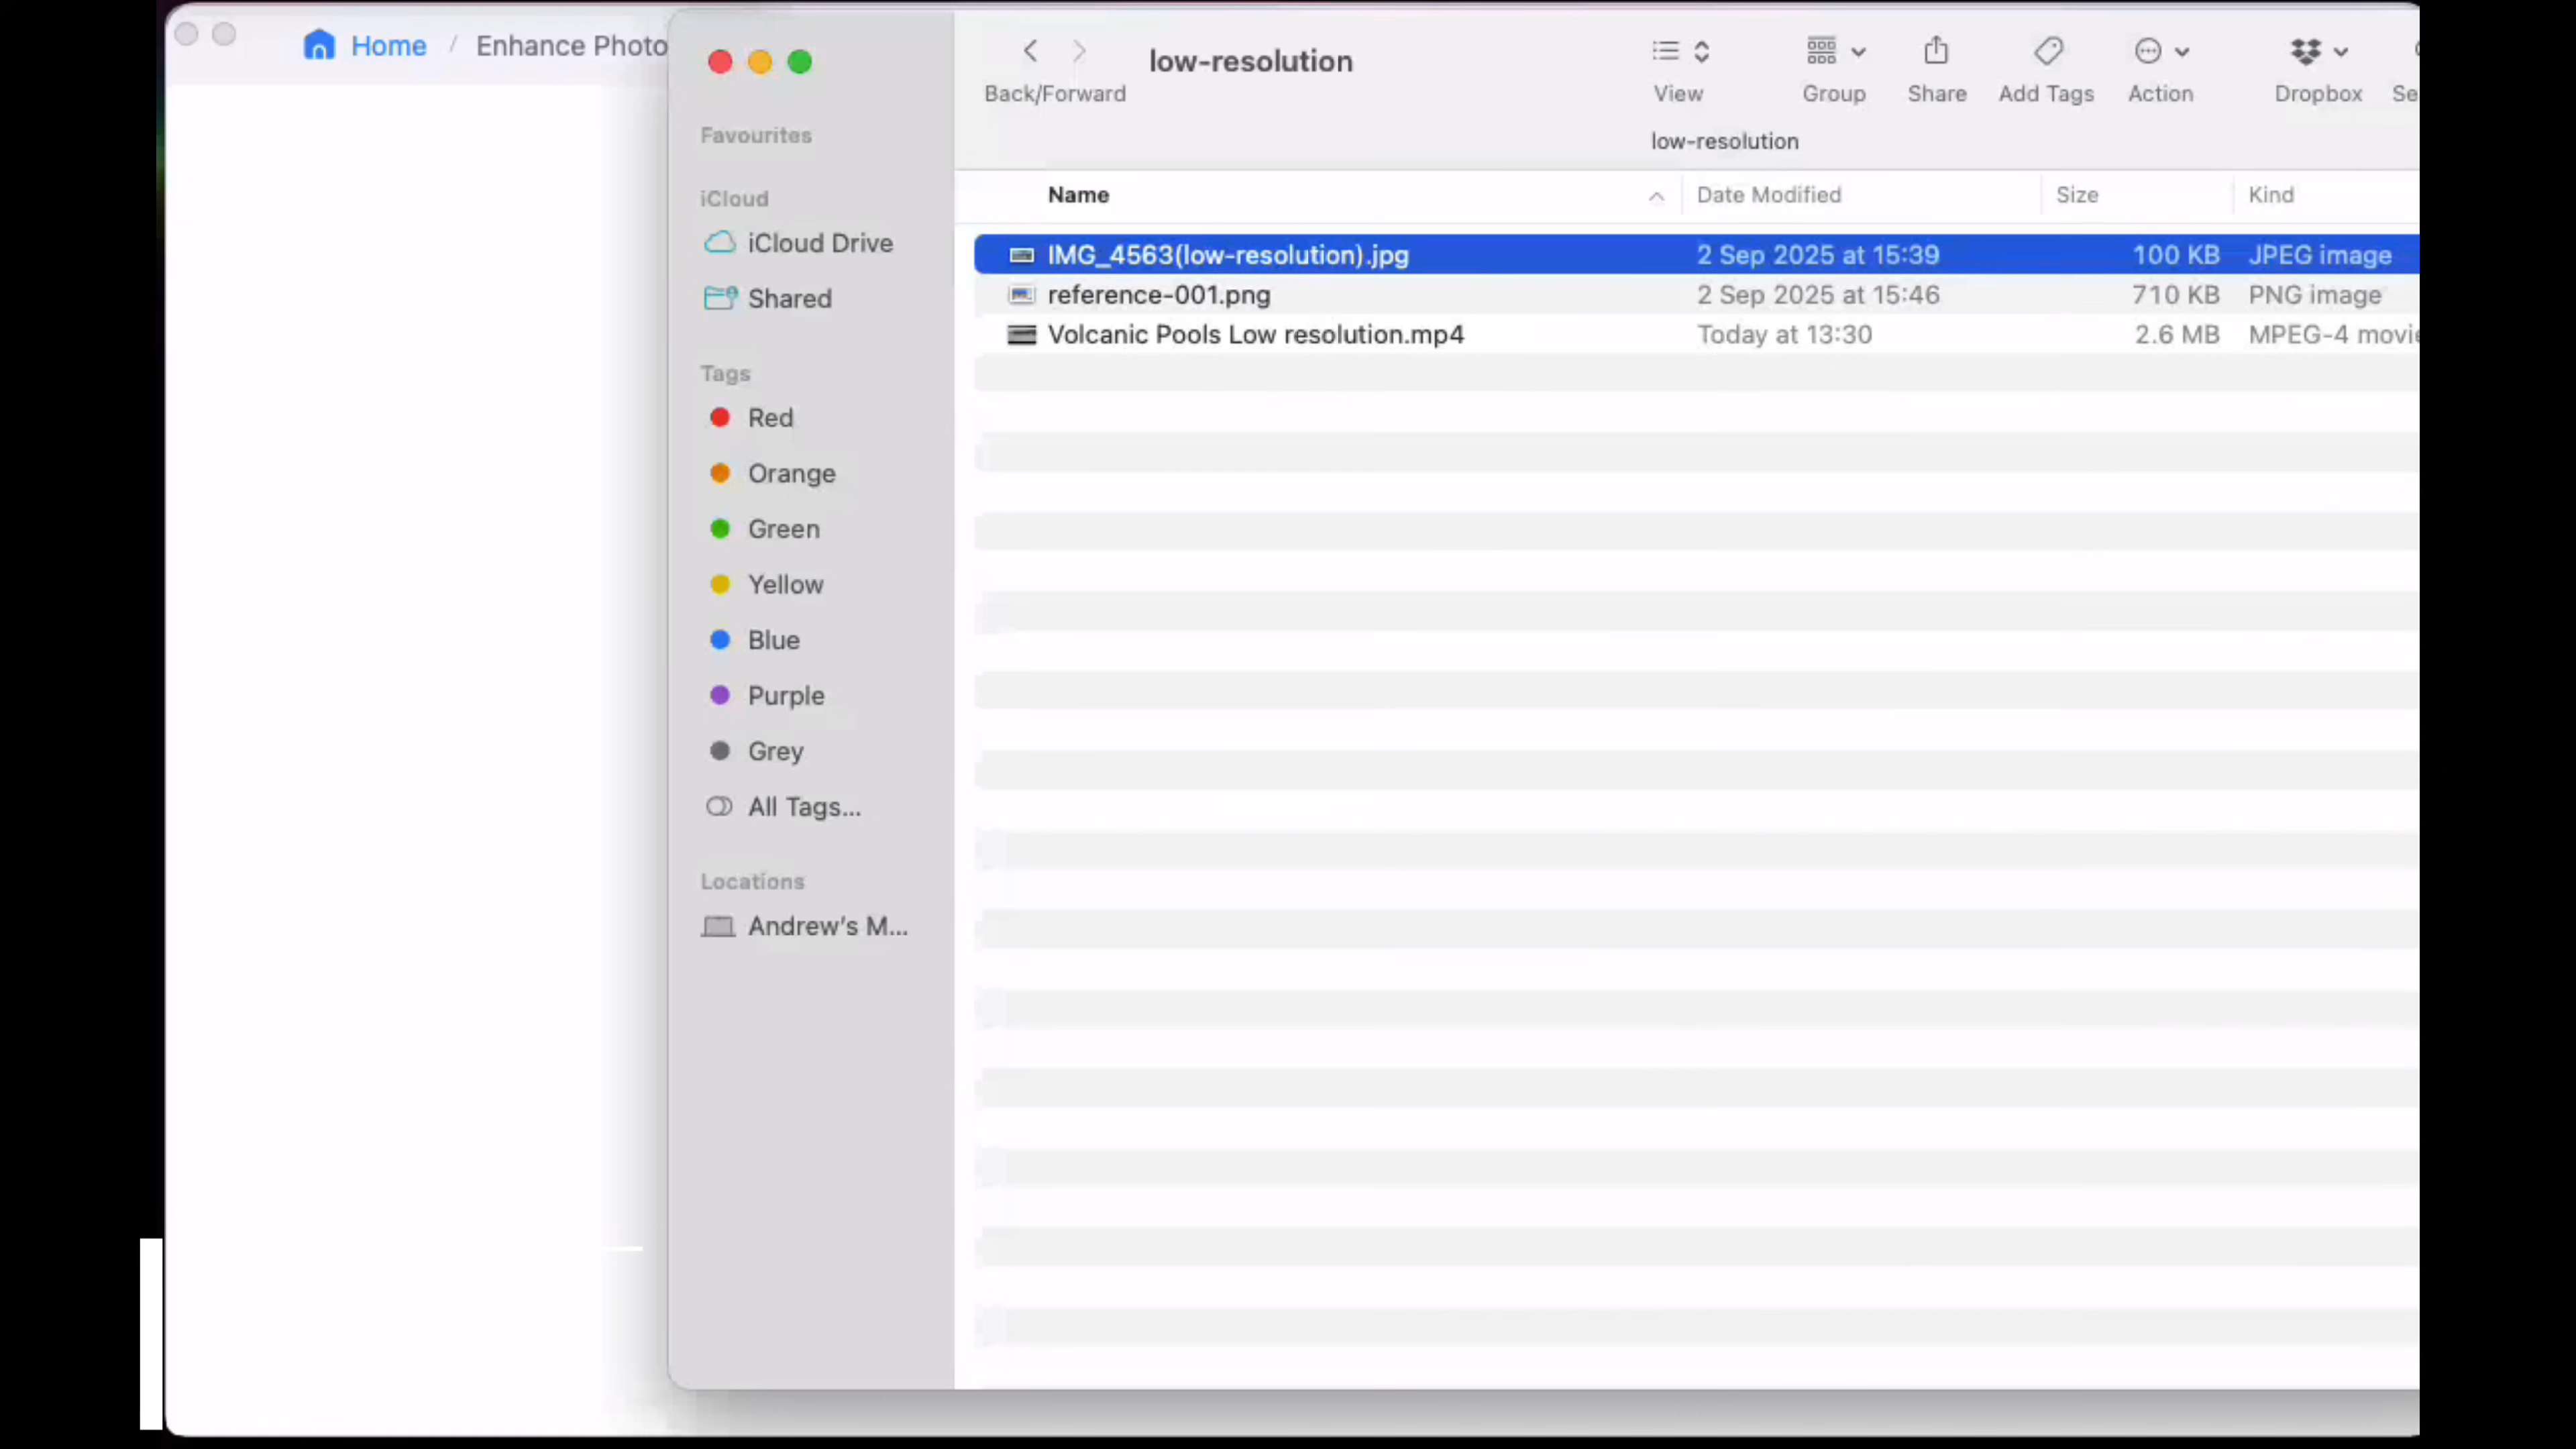 Home / Enhance Photo
low-resolution
Back/Forward
View
Group
Share
Add Tags
Action
Dropbox
low-resolution
Favourites
iCloud
iCloud Drive
Shared
Tags
Red
Orange
Green
Yellow
Blue
Purple
Grey
All Tags...
Locations
Andrew's M...
Name Date Modified Size Kind
IMG_4563(low-resolution).jpg 2 Sep 2025 at 15:39 100 KB JPEG image
reference-001.png 2 Sep 2025 at 15:46 710 KB PNG image
Volcanic Pools Low resolution.mp4 Today at 13:30 2.6 MB MPEG-4 movie